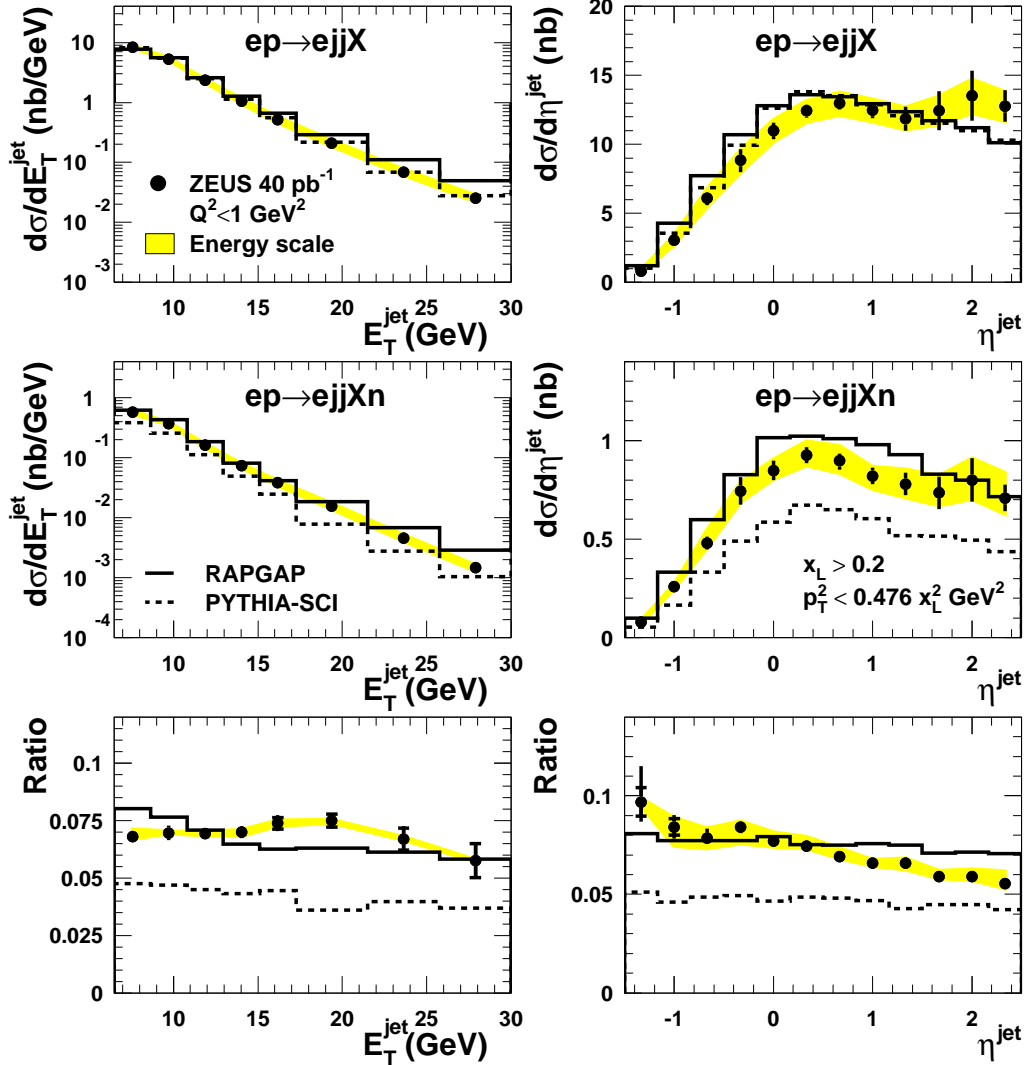 dσ/dE_T^jet (nb/GeV)
10
1
10^-1
10^-2
10^-3
ep→ejjX
ZEUS 40 pb^-1
Q^2<1 GeV^2
Energy scale
10 15 20 25 30
E_T^jet (GeV)
dσ/dη^jet (nb)
20
15
10
5
0
ep→ejjX
-1 0 1 2
η^jet
dσ/dE_T^jet (nb/GeV)
1
10^-1
10^-2
10^-3
10^-4
ep→ejjXn
RAPGAP
PYTHIA-SCI
10 15 20 25 30
E_T^jet (GeV)
dσ/dη^jet (nb)
1
0.5
0
ep→ejjXn
x_L > 0.2
p_T^2 < 0.476 x_L^2 GeV^2
-1 0 1 2
η^jet
Ratio
0.1
0.075
0.05
0.025
0
10 15 20 25 30
E_T^jet (GeV)
Ratio
0.1
0.05
0
-1 0 1 2
η^jet